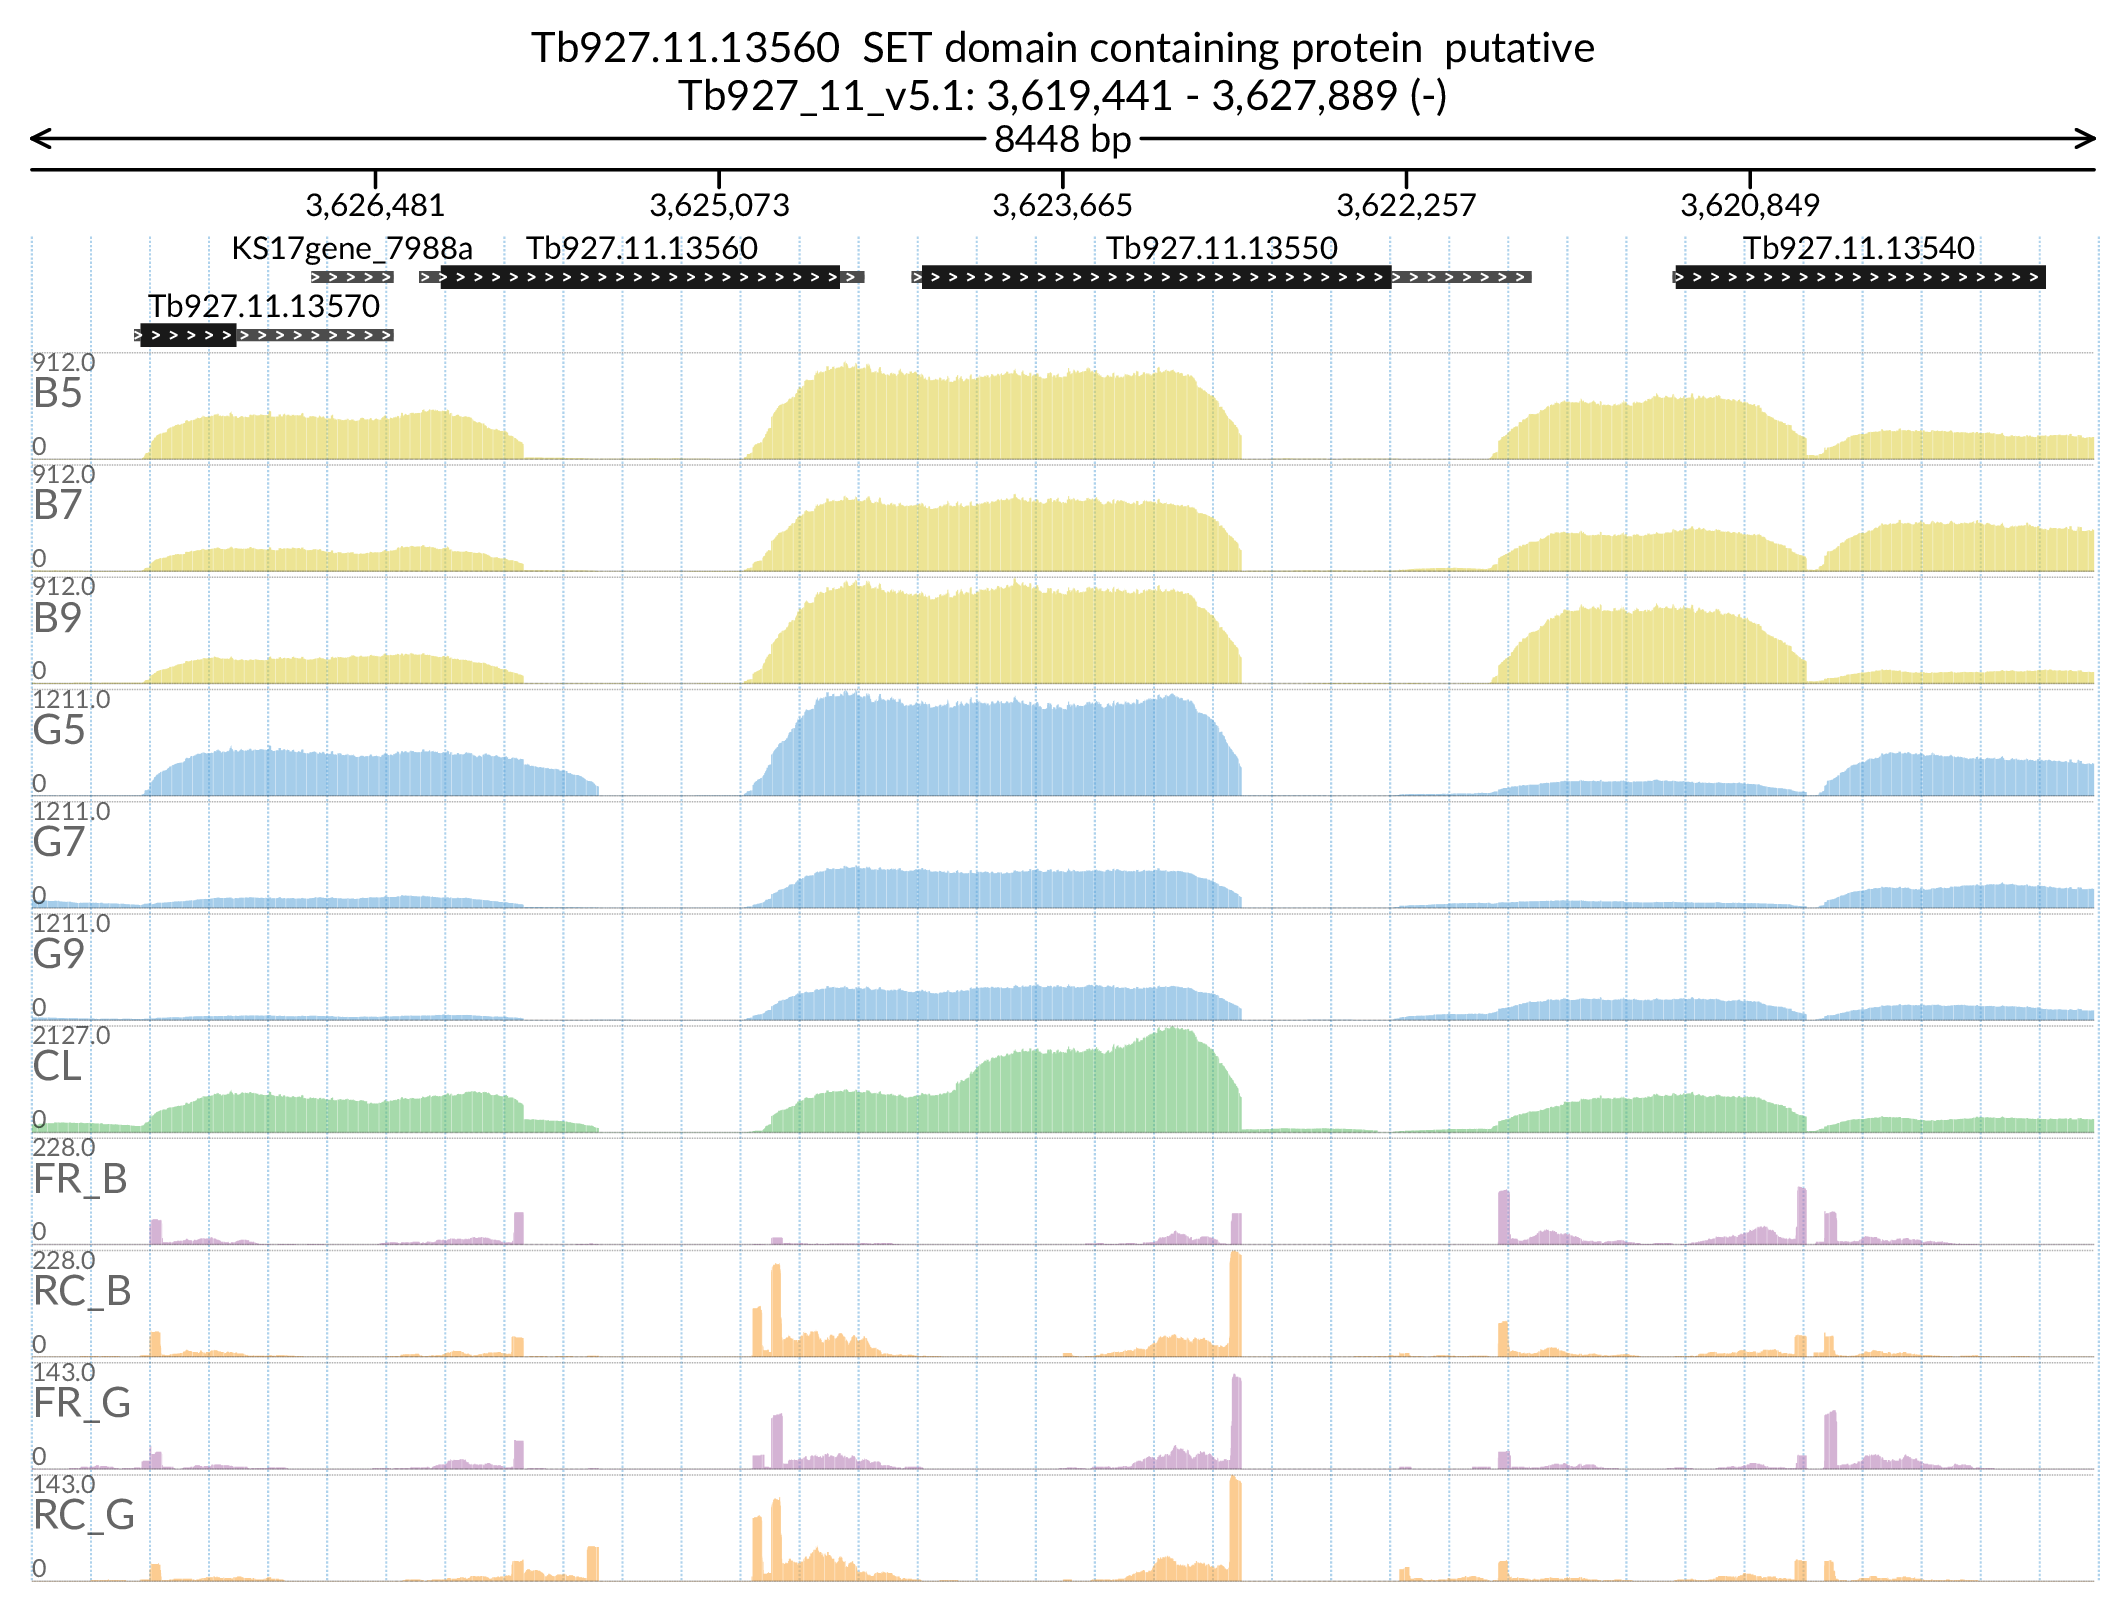 Tb927.11.13560 SET domain containing protein putative
Tb927_11_v5.1: 3,619,441 - 3,627,889 (-)
8448 bp
3,626,481 3,625,073 3,623,665 3,622,257 3,620,849
KS17gene_7988a Tb927.11.13560 Tb927.11.13550 Tb927.11.13540
Tb927.11.13570
912.0
B5
0
912.0
B7
0
912.0
B9
0
1211.0
G5
0
1211.0
G7
0
1211.0
G9
0
2127.0
CL
0
228.0
FR_B
0
228.0
RC_B
0
143.0
FR_G
0
143.0
RC_G
0